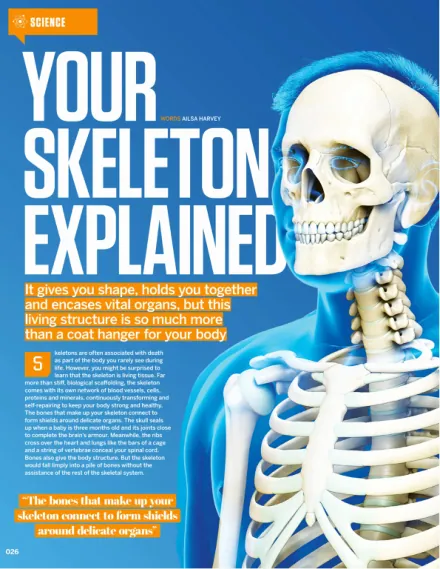 SCIENCE
YOUR
WORDS AILSA HARVEY
SKELETON
EXPLAINED
It gives you shape, holds you together
and encases vital organs, but this
living structure is so much more
than a coat hanger for your body
S
keletons are often associated with death
as part of the body you rarely see during
life. However, you might be surprised to
learn that the skeleton is living tissue. Far
more than stiff, biological scaffolding, the skeleton
comes with its own network of blood vessels, cells,
proteins and minerals, continuously transforming and
self-repairing to keep your body strong and healthy.
The bones that make up your skeleton connect to
form shields around delicate organs. The skull seals
up when a baby is three months old and its joints close
to complete the brain's armour. Meanwhile, the ribs
cross over the heart and lungs like the bars of a cage
and a string of vertebrae conceal your spinal cord.
Bones also give the body structure. But the skeleton
would fall limply into a pile of bones without the
assistance of the rest of the skeletal system.
“The bones that make up your
skeleton connect to form shields
around delicate organs”
026